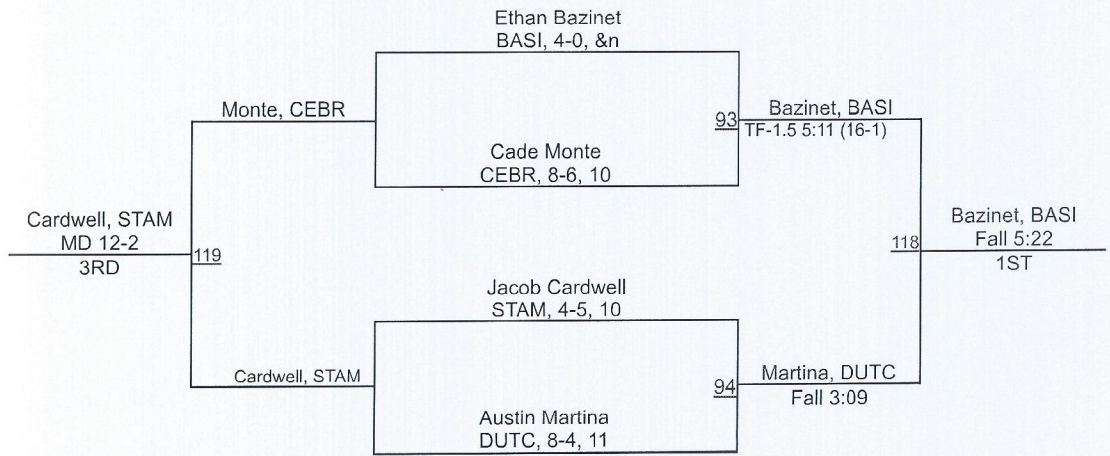 Ethan Bazinet
BASI, 4-0, &n
Monte, CEBR
93
Bazinet, BASI
TF-1.5 5:11 (16-1)
Cade Monte
CEBR, 8-6, 10
Cardwell, STAM
MD 12-2
3RD
119
118
Bazinet, BASI
Fall 5:22
1ST
Jacob Cardwell
STAM, 4-5, 10
Cardwell, STAM
94
Martina, DUTC
Fall 3:09
Austin Martina
DUTC, 8-4, 11